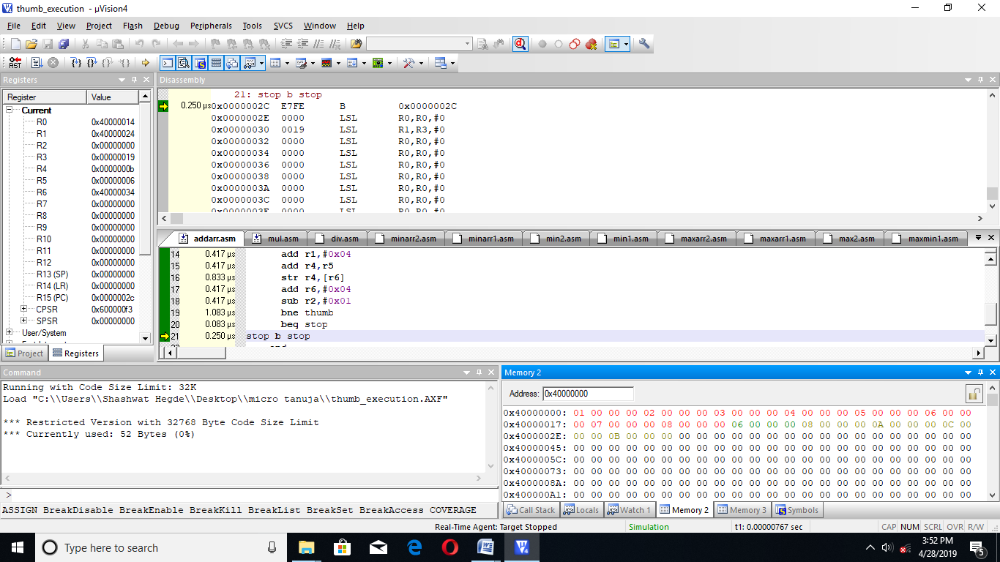 thumb_execution - µVision4
File Edit View Project Flash Debug Peripherals Tools SVCS Window Help
Registers
Register Value
Current
R0 0x40000014
R1 0x40000024
R2 0x00000000
R3 0x00000019
R4 0x0000000b
R5 0x00000006
R6 0x40000034
R7 0x00000000
R8 0x00000000
R9 0x00000000
R10 0x00000000
R11 0x00000000
R12 0x00000000
R13 (SP) 0x00000000
R14 (LR) 0x00000000
R15 (PC) 0x0000002c
CPSR 0x600000f3
SPSR 0x00000000
User/System
Project Registers
Disassembly
21: stop b stop
0.250 µs 0x0000002C E7FE B 0x0000002C
0x0000002E 0000 LSL R0,R0,#0
0x00000030 0019 LSL R1,R3,#0
0x00000032 0000 LSL R0,R0,#0
0x00000034 0000 LSL R0,R0,#0
0x00000036 0000 LSL R0,R0,#0
0x00000038 0000 LSL R0,R0,#0
0x0000003A 0000 LSL R0,R0,#0
0x0000003C 0000 LSL R0,R0,#0
0x0000003E 0000 LSL R0,R0,#0
addarr.asm mul.asm div.asm minarr2.asm minarr1.asm min2.asm min1.asm maxarr2.asm maxarr1.asm max2.asm maxmin1.asm
14 0.417 µs add r1,#0x04
15 0.417 µs add r4,r5
16 0.833 µs str r4,[r6]
17 0.417 µs add r6,#0x04
18 0.417 µs sub r2,#0x01
19 1.083 µs bne thumb
20 0.083 µs beq stop
21 0.250 µs stop b stop
22 end
Command
Running with Code Size Limit: 32K
Load "C:\\Users\\Shashwat Hegde\\Desktop\\micro tanuja\\thumb_execution.AXF"
*** Restricted Version with 32768 Byte Code Size Limit
*** Currently used: 52 Bytes (0%)
>
ASSIGN BreakDisable BreakEnable BreakKill BreakList BreakSet BreakAccess COVERAGE
Memory 2
Address: 0x40000000
0x40000000: 01 00 00 00 02 00 00 00 03 00 00 00 04 00 00 00 05 00 00 00 06 00 00
0x40000017: 00 07 00 00 00 08 00 00 00 06 00 00 00 08 00 00 00 0A 00 00 00 0C 00
0x4000002E: 00 00 0B 00 00 00 00 00 00 00 00 00 00 00 00 00 00 00 00 00 00 00 00
0x40000045: 00 00 00 00 00 00 00 00 00 00 00 00 00 00 00 00 00 00 00 00 00 00 00
0x4000005C: 00 00 00 00 00 00 00 00 00 00 00 00 00 00 00 00 00 00 00 00 00 00 00
0x40000073: 00 00 00 00 00 00 00 00 00 00 00 00 00 00 00 00 00 00 00 00 00 00 00
0x4000008A: 00 00 00 00 00 00 00 00 00 00 00 00 00 00 00 00 00 00 00 00 00 00 00
0x400000A1: 00 00 00 00 00 00 00 00 00 00 00 00 00 00 00 00 00 00 00 00 00 00 00
Call Stack Locals Watch 1 Memory 2 Memory 3 Symbols
Real-Time Agent: Target Stopped Simulation t1: 0.00000767 sec CAP NUM SCRL OVR R/W
Type here to search
3:52 PM
4/28/2019
5